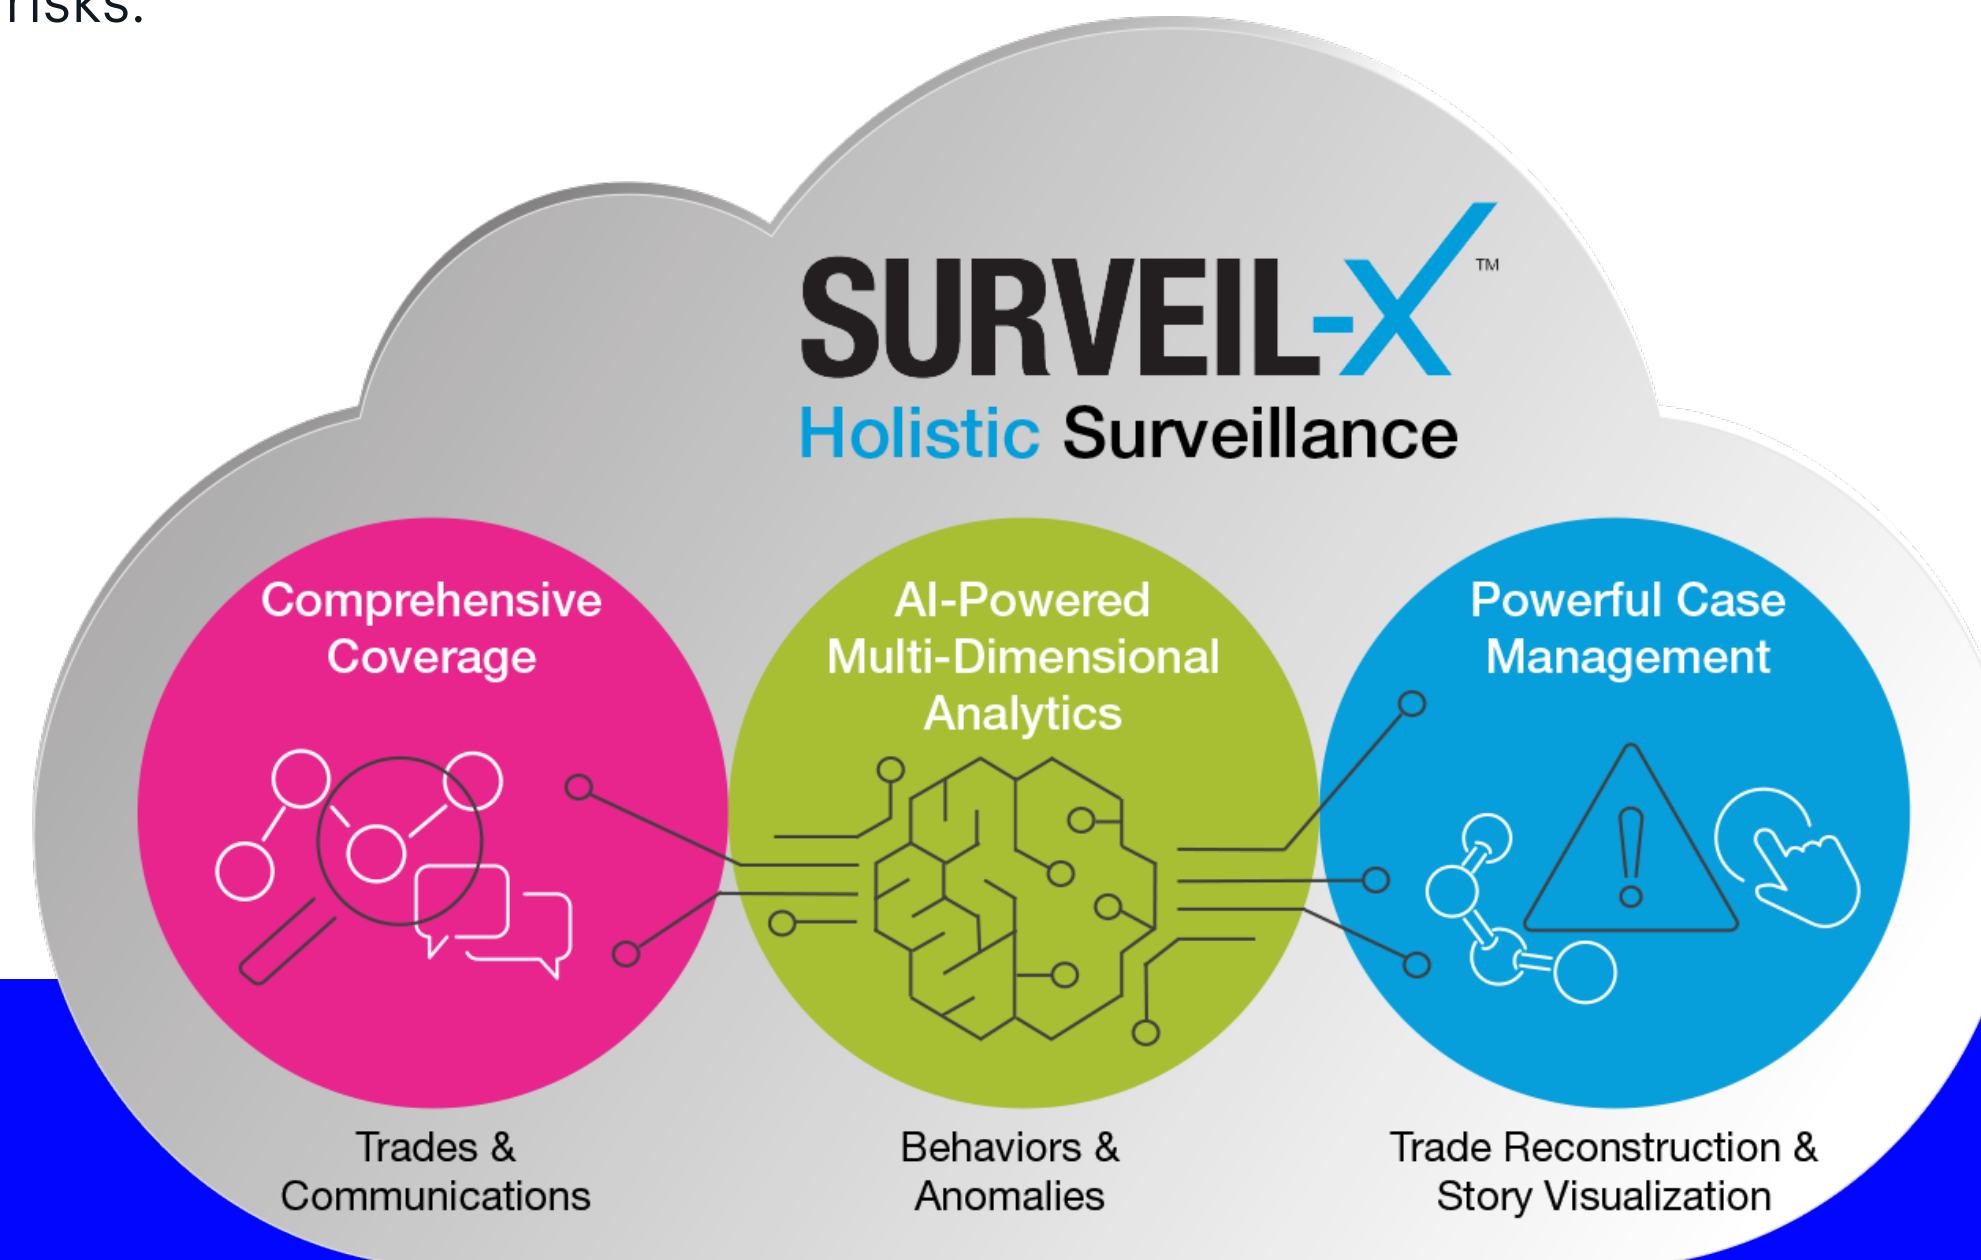 risks.
SURVEIL-X™
Holistic Surveillance
Comprehensive
Coverage
AI-Powered
Multi-Dimensional
Analytics
Powerful Case
Management
Trades &
Communications
Behaviors &
Anomalies
Trade Reconstruction &
Story Visualization